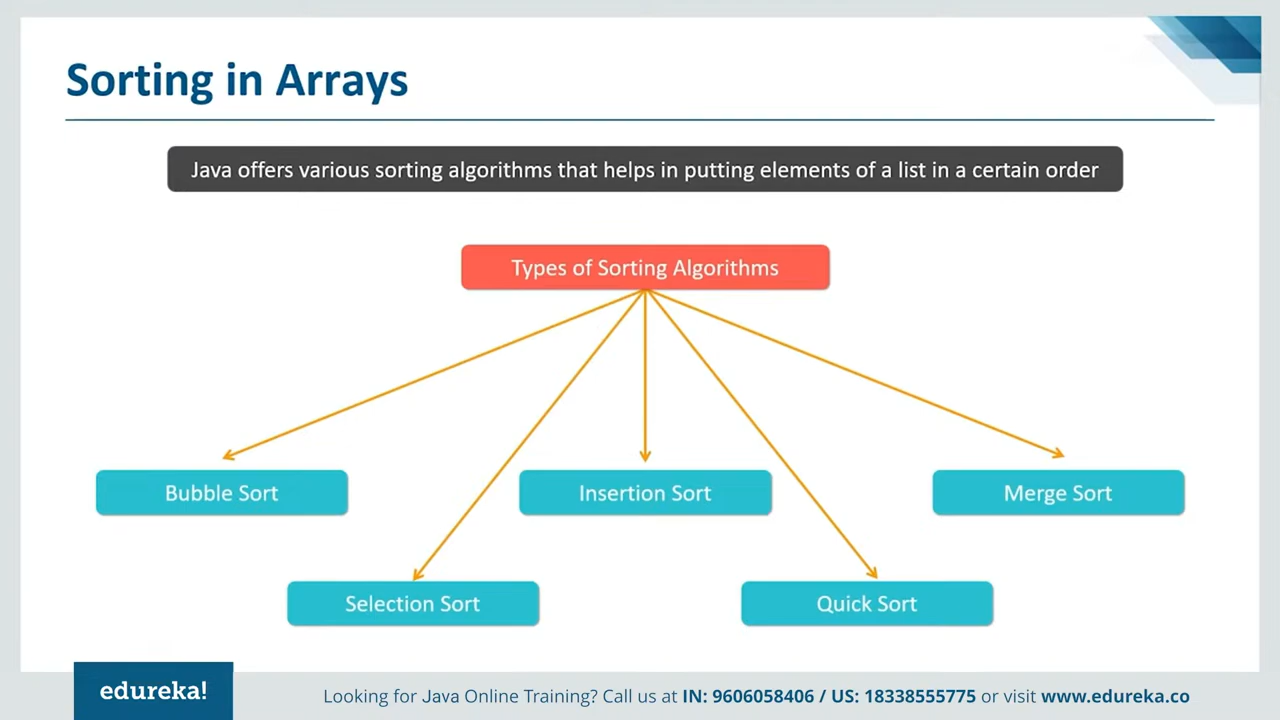 Sorting in Arrays
Java offers various sorting algorithms that helps in putting elements of a list in a certain order
Types of Sorting Algorithms
Bubble Sort
Insertion Sort
Merge Sort
Selection Sort
Quick Sort
edureka!
Looking for Java Online Training? Call us at IN: 9606058406 / US: 18338555775 or visit www.edureka.co